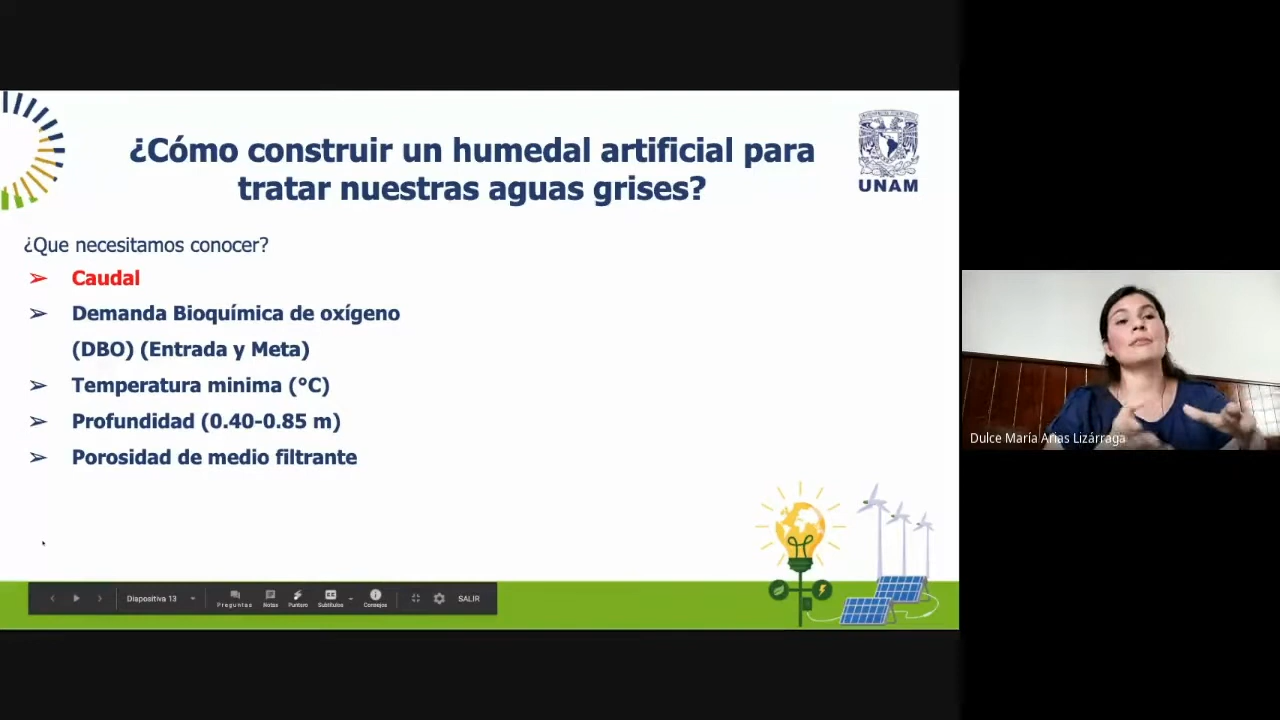 ¿Cómo construir un humedal artificial para
tratar nuestras aguas grises?
UNAM
¿Que necesitamos conocer?
➢ Caudal
➢ Demanda Bioquímica de oxígeno
(DBO) (Entrada y Meta)
➢ Temperatura minima (°C)
➢ Profundidad (0.40-0.85 m)
➢ Porosidad de medio filtrante
Dulce María Arias Lizárraga
Diapositiva 13
Preguntas
Notas
Puntero
Subtítulos
Consejos
SALIR